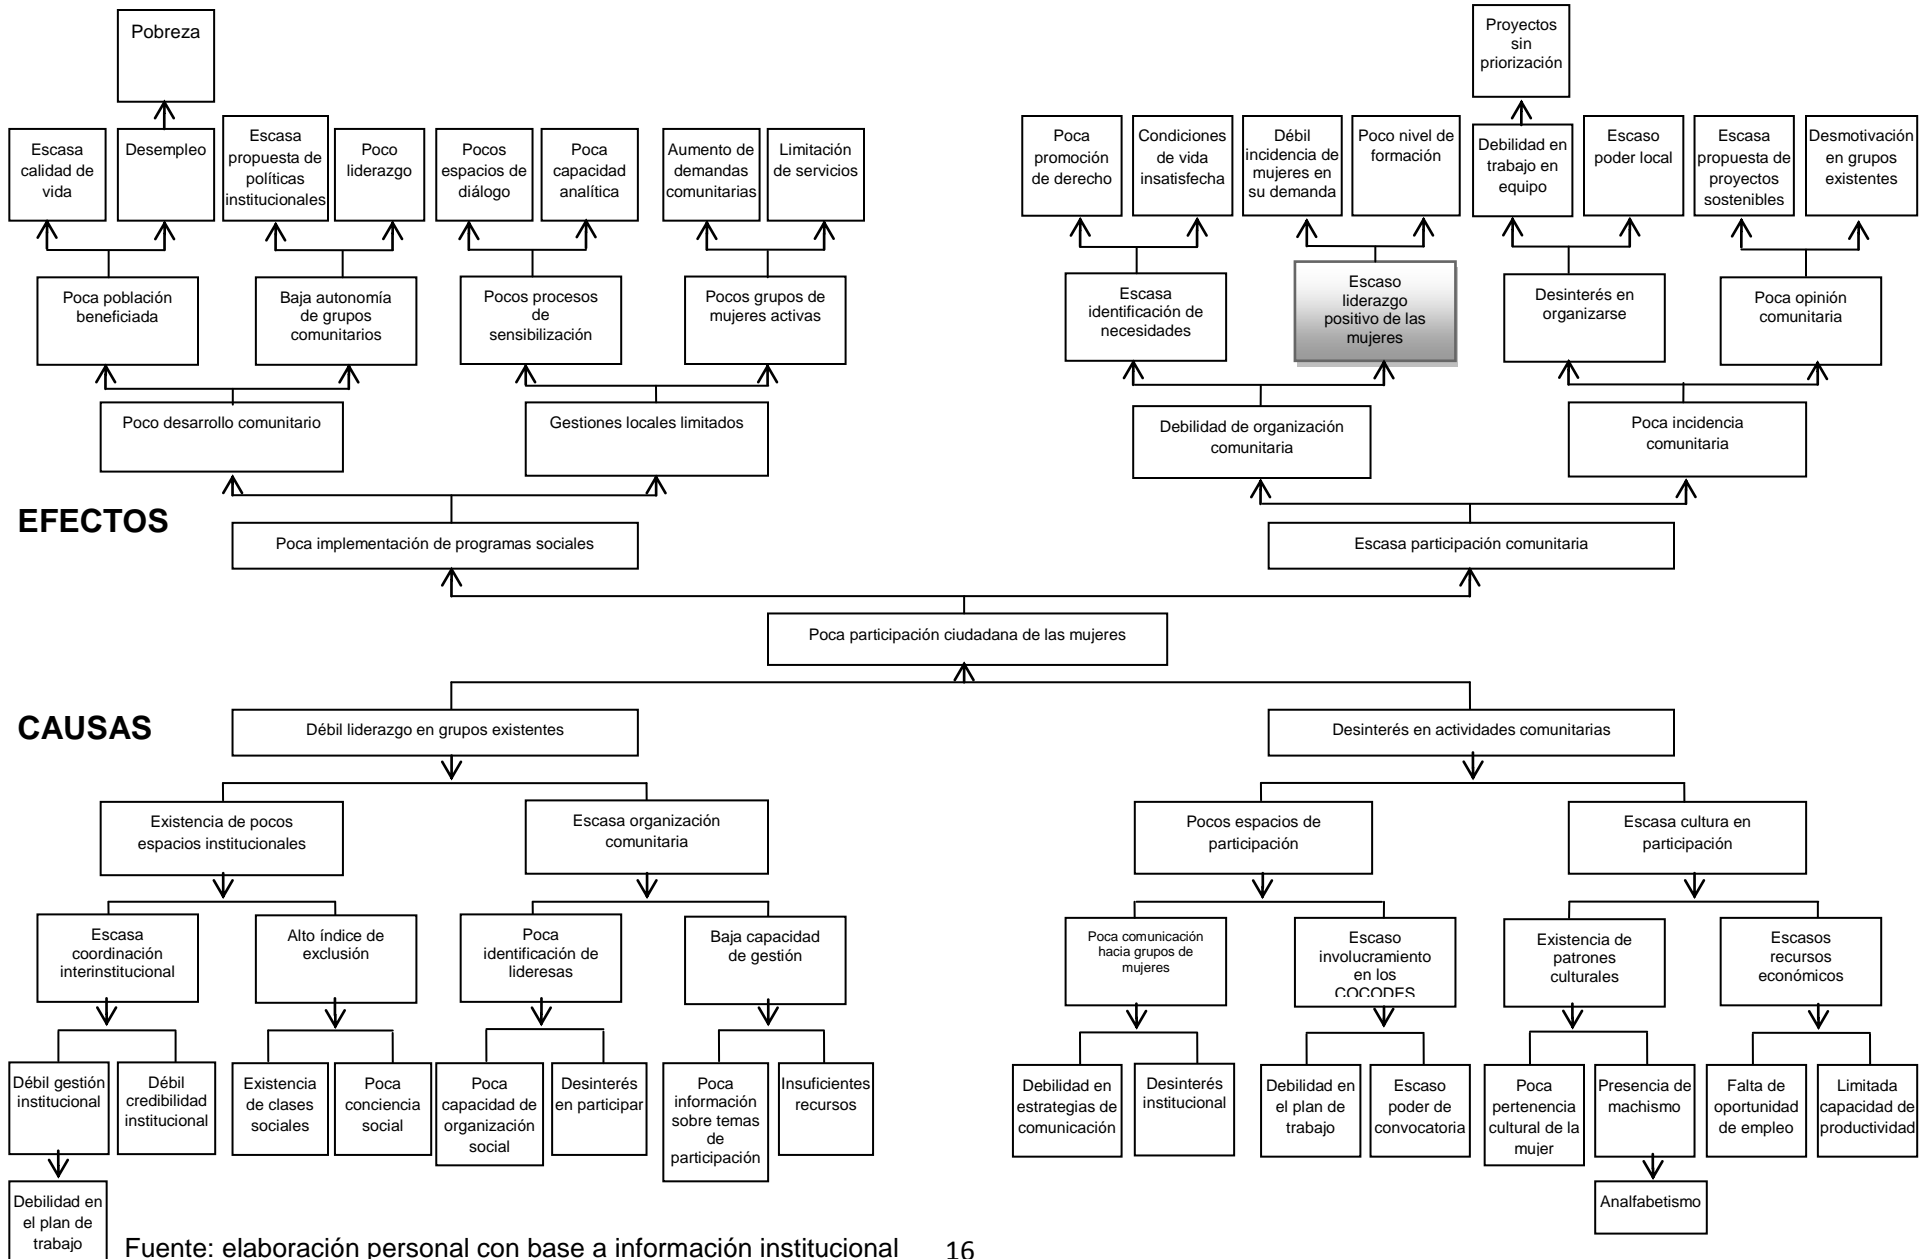 Pobreza
Proyectos
sin
priorización
Escasa
calidad de
vida
Desempleo
Escasa
propuesta de
políticas
institucionales
Poco
liderazgo
Pocos
espacios de
diálogo
Poca
capacidad
analítica
Aumento de
demandas
comunitarias
Limitación
de servicios
Poca
promoción
de derecho
Condiciones
de vida
insatisfecha
Débil
incidencia de
mujeres en
su demanda
Poco nivel de
formación
Debilidad en
trabajo en
equipo
Escaso
poder local
Escasa
propuesta de
proyectos
sostenibles
Desmotivación
en grupos
existentes
Poca población
beneficiada
Baja autonomía
de grupos
comunitarios
Pocos procesos
de
sensibilización
Pocos grupos de
mujeres activas
Escasa
identificación de
necesidades
Escaso
liderazgo
positivo de las
mujeres
Desinterés en
organizarse
Poca opinión
comunitaria
Poco desarrollo comunitario
Gestiones locales limitados
Debilidad de organización
comunitaria
Poca incidencia
comunitaria
EFECTOS
Poca implementación de programas sociales
Escasa participación comunitaria
Poca participación ciudadana de las mujeres
CAUSAS
Débil liderazgo en grupos existentes
Desinterés en actividades comunitarias
Existencia de pocos
espacios institucionales
Escasa organización
comunitaria
Pocos espacios de
participación
Escasa cultura en
participación
Escasa
coordinación
interinstitucional
Alto índice de
exclusión
Poca
identificación de
lideresas
Baja capacidad
de gestión
Poca comunicación
hacia grupos de
mujeres
Escaso
involucramiento
en los
COCODES
Existencia de
patrones
culturales
Escasos
recursos
económicos
Débil gestión
institucional
Débil
credibilidad
institucional
Existencia
de clases
sociales
Poca
conciencia
social
Poca
capacidad de
organización
social
Desinterés
en participar
Poca
información
sobre temas
de
participación
Insuficientes
recursos
Debilidad en
estrategias de
comunicación
Desinterés
institucional
Debilidad en
el plan de
trabajo
Escaso
poder de
convocatoria
Poca
pertenencia
cultural de la
mujer
Presencia de
machismo
Falta de
oportunidad
de empleo
Limitada
capacidad de
productividad
Debilidad en
el plan de
trabajo
Analfabetismo
Fuente: elaboración personal con base a información institucional
16